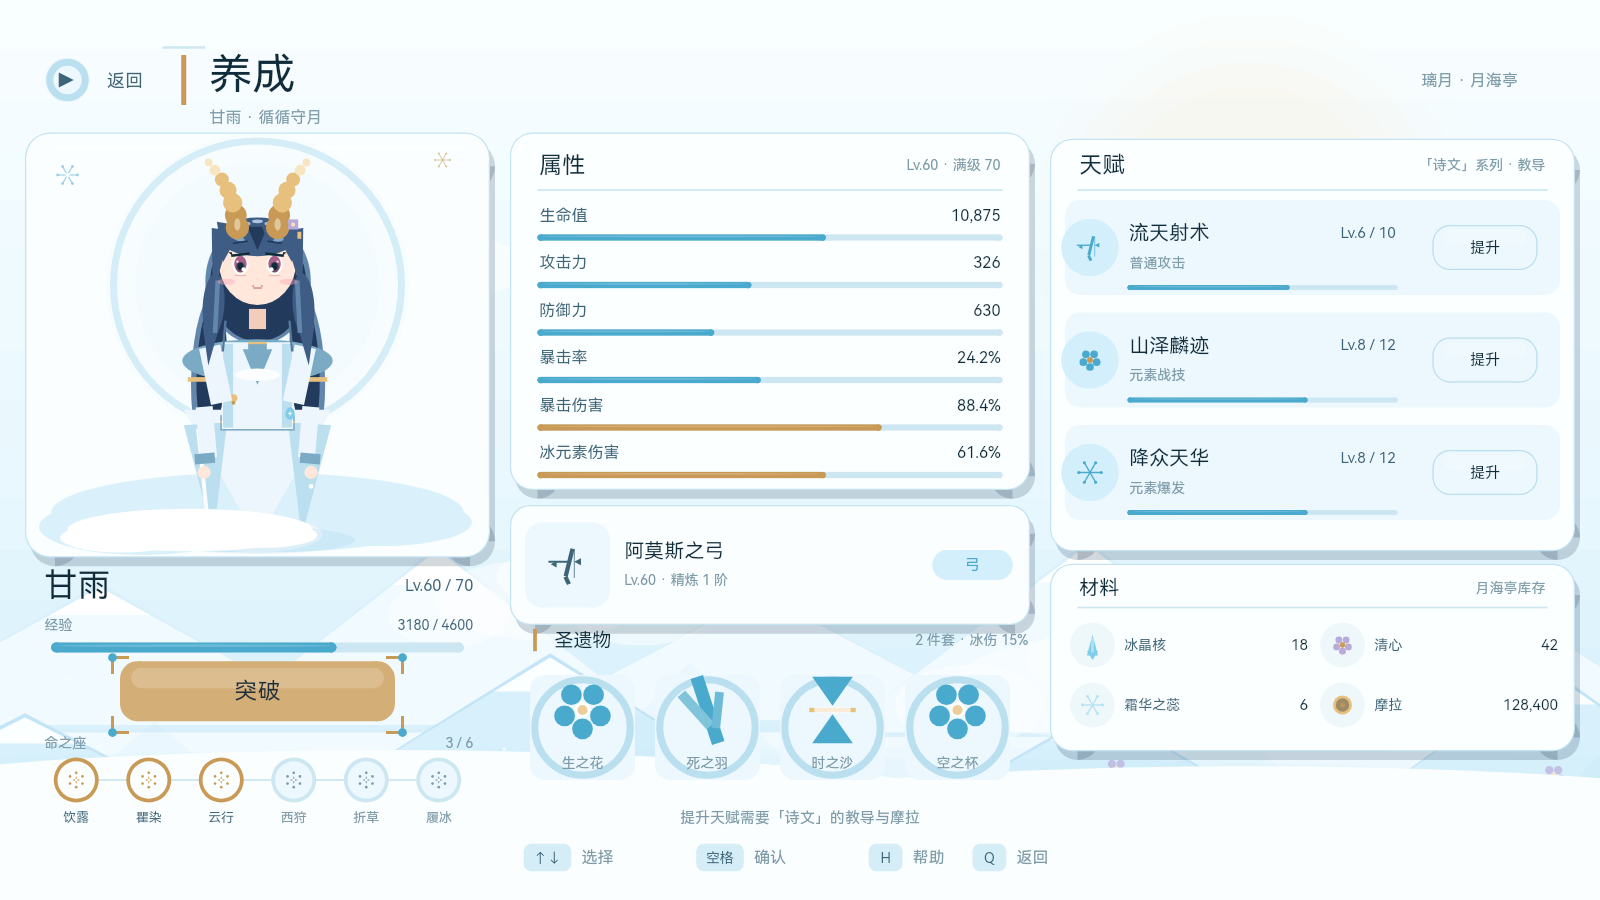 返回
养成
甘雨 · 循循守月
璃月 · 月海亭
甘雨
Lv.60 / 70
经验
3180 / 4600
突破
命之座
3 / 6
饮露
瞿染
云行
西狩
折草
履冰
属性
Lv.60 · 满级 70
生命值
10,875
攻击力
326
防御力
630
暴击率
24.2%
暴击伤害
88.4%
冰元素伤害
61.6%
阿莫斯之弓
Lv.60 · 精炼 1 阶
弓
圣遗物
2 件套 · 冰伤 15%
生之花
死之羽
时之沙
空之杯
天赋
「诗文」系列 · 教导
流天射术
Lv.6 / 10
普通攻击
提升
山泽麟迹
Lv.8 / 12
元素战技
提升
降众天华
Lv.8 / 12
元素爆发
提升
材料
月海亭库存
冰晶核
18
清心
42
霜华之蕊
6
摩拉
128,400
提升天赋需要「诗文」的教导与摩拉
↑↓ 选择
空格 确认
H 帮助
Q 返回